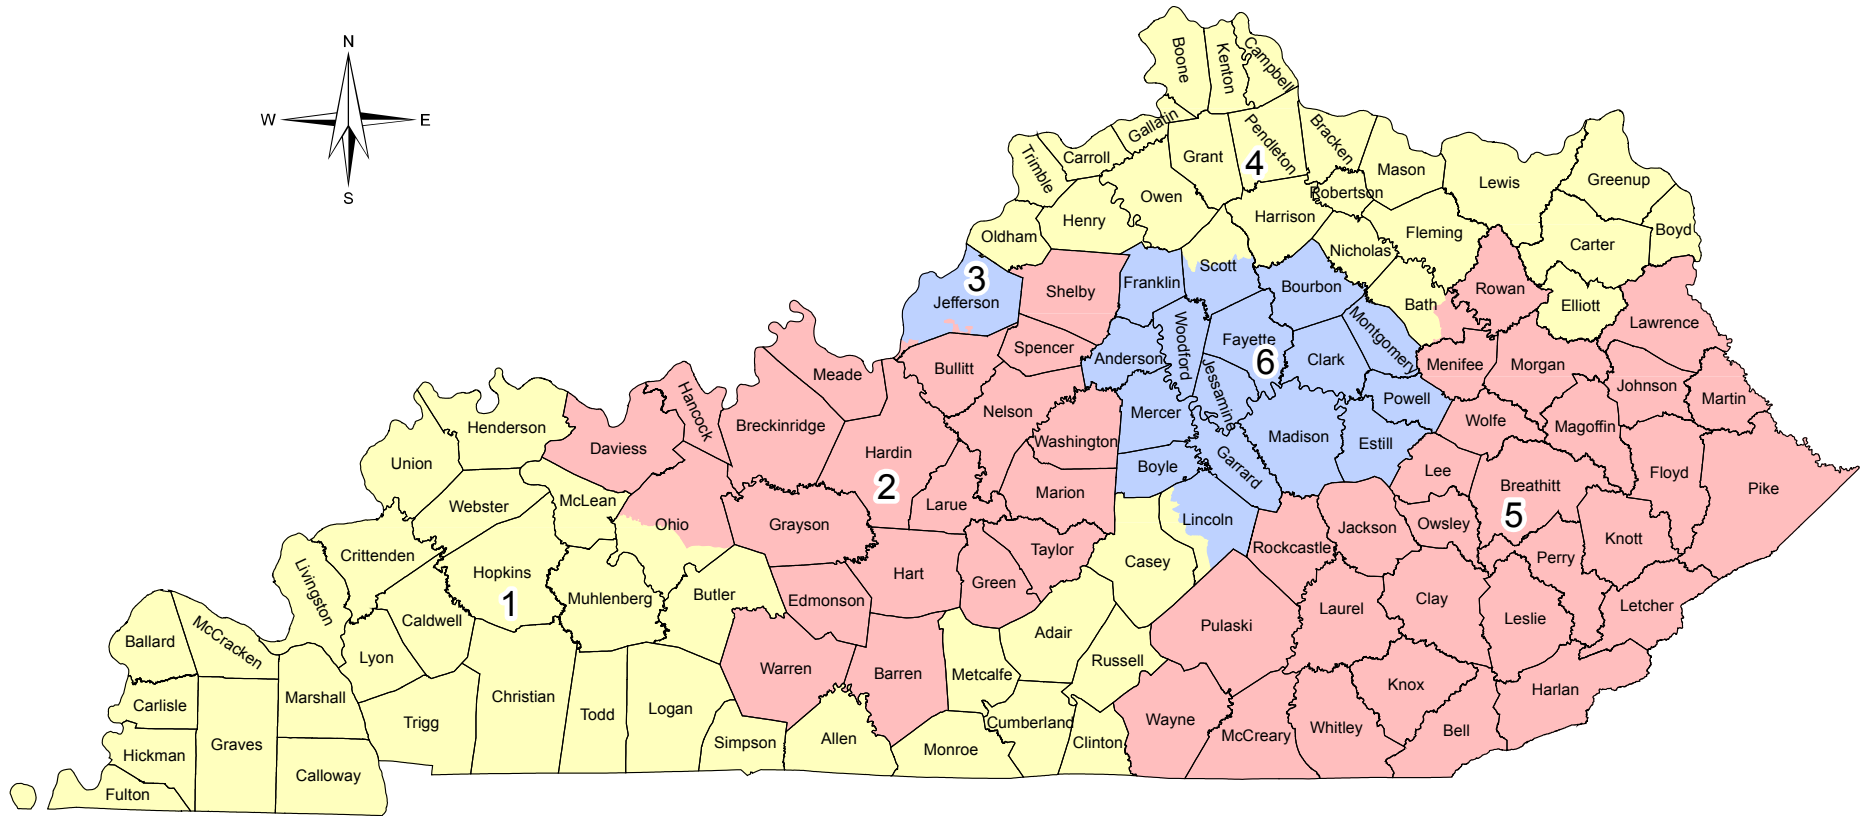 N
W
E
S
Boone
Kenton
Campbell
Gallatin
Carroll
Trimble
Grant
Pendleton
4
Bracken
Mason
Robertson
Lewis
Greenup
Owen
Henry
Oldham
Harrison
Fleming
Nicholas
Carter
Boyd
3
Jefferson
Shelby
Franklin
Scott
Bourbon
Bath
Rowan
Elliott
Lawrence
Spencer
Bullitt
Anderson
Woodford
Fayette
6
Jessamine
Clark
Montgomery
Menifee
Morgan
Johnson
Martin
Meade
Hancock
Breckinridge
Nelson
Washington
Mercer
Powell
Wolfe
Magoffin
Henderson
Daviess
Hardin
2
Madison
Estill
Lee
Breathitt
5
Floyd
Pike
Union
Boyle
Garrard
Webster
McLean
Ohio
Grayson
Larue
Marion
Lincoln
Rockcastle
Jackson
Owsley
Perry
Knott
Crittenden
Hopkins
1
Taylor
Casey
Livingston
Muhlenberg
Butler
Edmonson
Hart
Green
Laurel
Clay
Leslie
Letcher
Caldwell
Ballard
McCracken
Lyon
Adair
Pulaski
Warren
Barren
Metcalfe
Russell
Knox
Harlan
Carlisle
Marshall
Christian
Todd
Logan
Trigg
Wayne
McCreary
Whitley
Bell
Cumberland
Hickman
Graves
Simpson
Allen
Monroe
Clinton
Calloway
Fulton